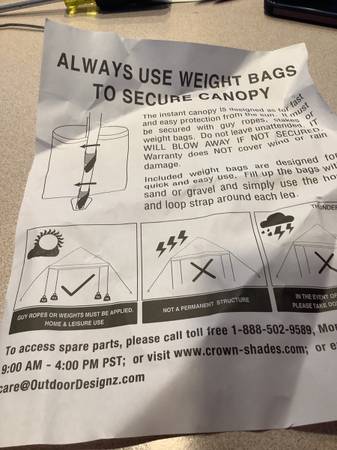 ALWAYS USE WEIGHT BAGS
TO SECURE CANOPY
The instant canopy is designed as for fast
and easy protection from the sun. It must
be secured with guy ropes, stakes or
weight bags. Do not leave unattended. IT
WILL BLOW AWAY IF NOT SECURED.
Warranty does NOT cover wind or rain
damage.
Included weight bags are designed for
quick and easy use. Fill up the bags wi
sand or gravel and simply use the ho
and loop strap around each leg.
THUNDER
GUY ROPES OR WEIGHTS MUST BE APPLIED.
HOME & LEISURE USE
NOT A PERMANENT STRUCTURE
IN THE EVENT OF
PLEASE TAKE DO
To access spare parts, please call toll free 1-888-502-9589, Mon
9:00 AM - 4:00 PM PST; or visit www.crown-shades.com; or e
care@OutdoorDesignz.com